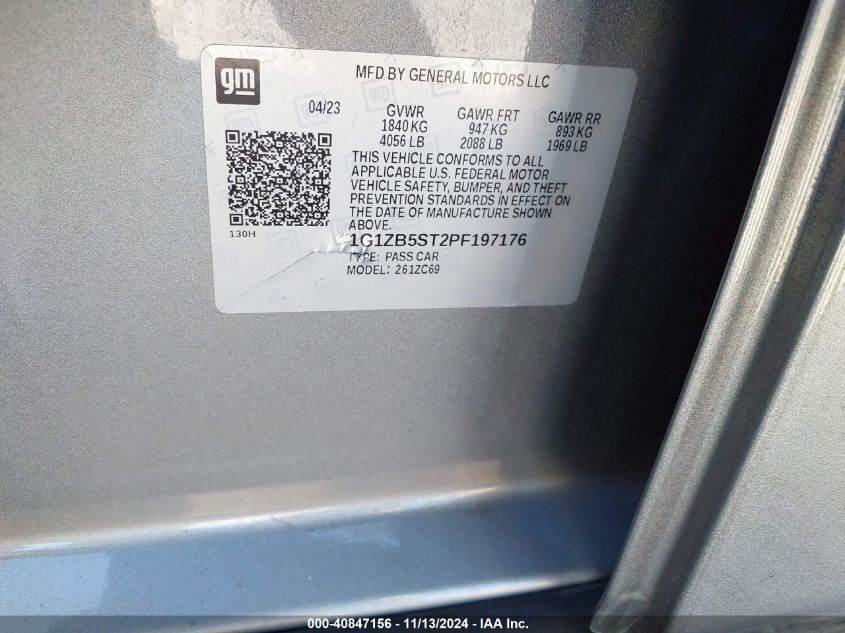 gm
MFD BY GENERAL MOTORS LLC
04/23
GVWR GAWR FRT GAWR RR
1840 KG 947 KG 893 KG
4056 LB 2088 LB 1969 LB
THIS VEHICLE CONFORMS TO ALL
APPLICABLE U.S. FEDERAL MOTOR
VEHICLE SAFETY, BUMPER, AND THEFT
PREVENTION STANDARDS IN EFFECT ON
THE DATE OF MANUFACTURE SHOWN
ABOVE.
130H
1G1ZB5ST2PF197176
TYPE: PASS CAR
MODEL: 261ZC69
000-40847156 - 11/13/2024 - IAA Inc.